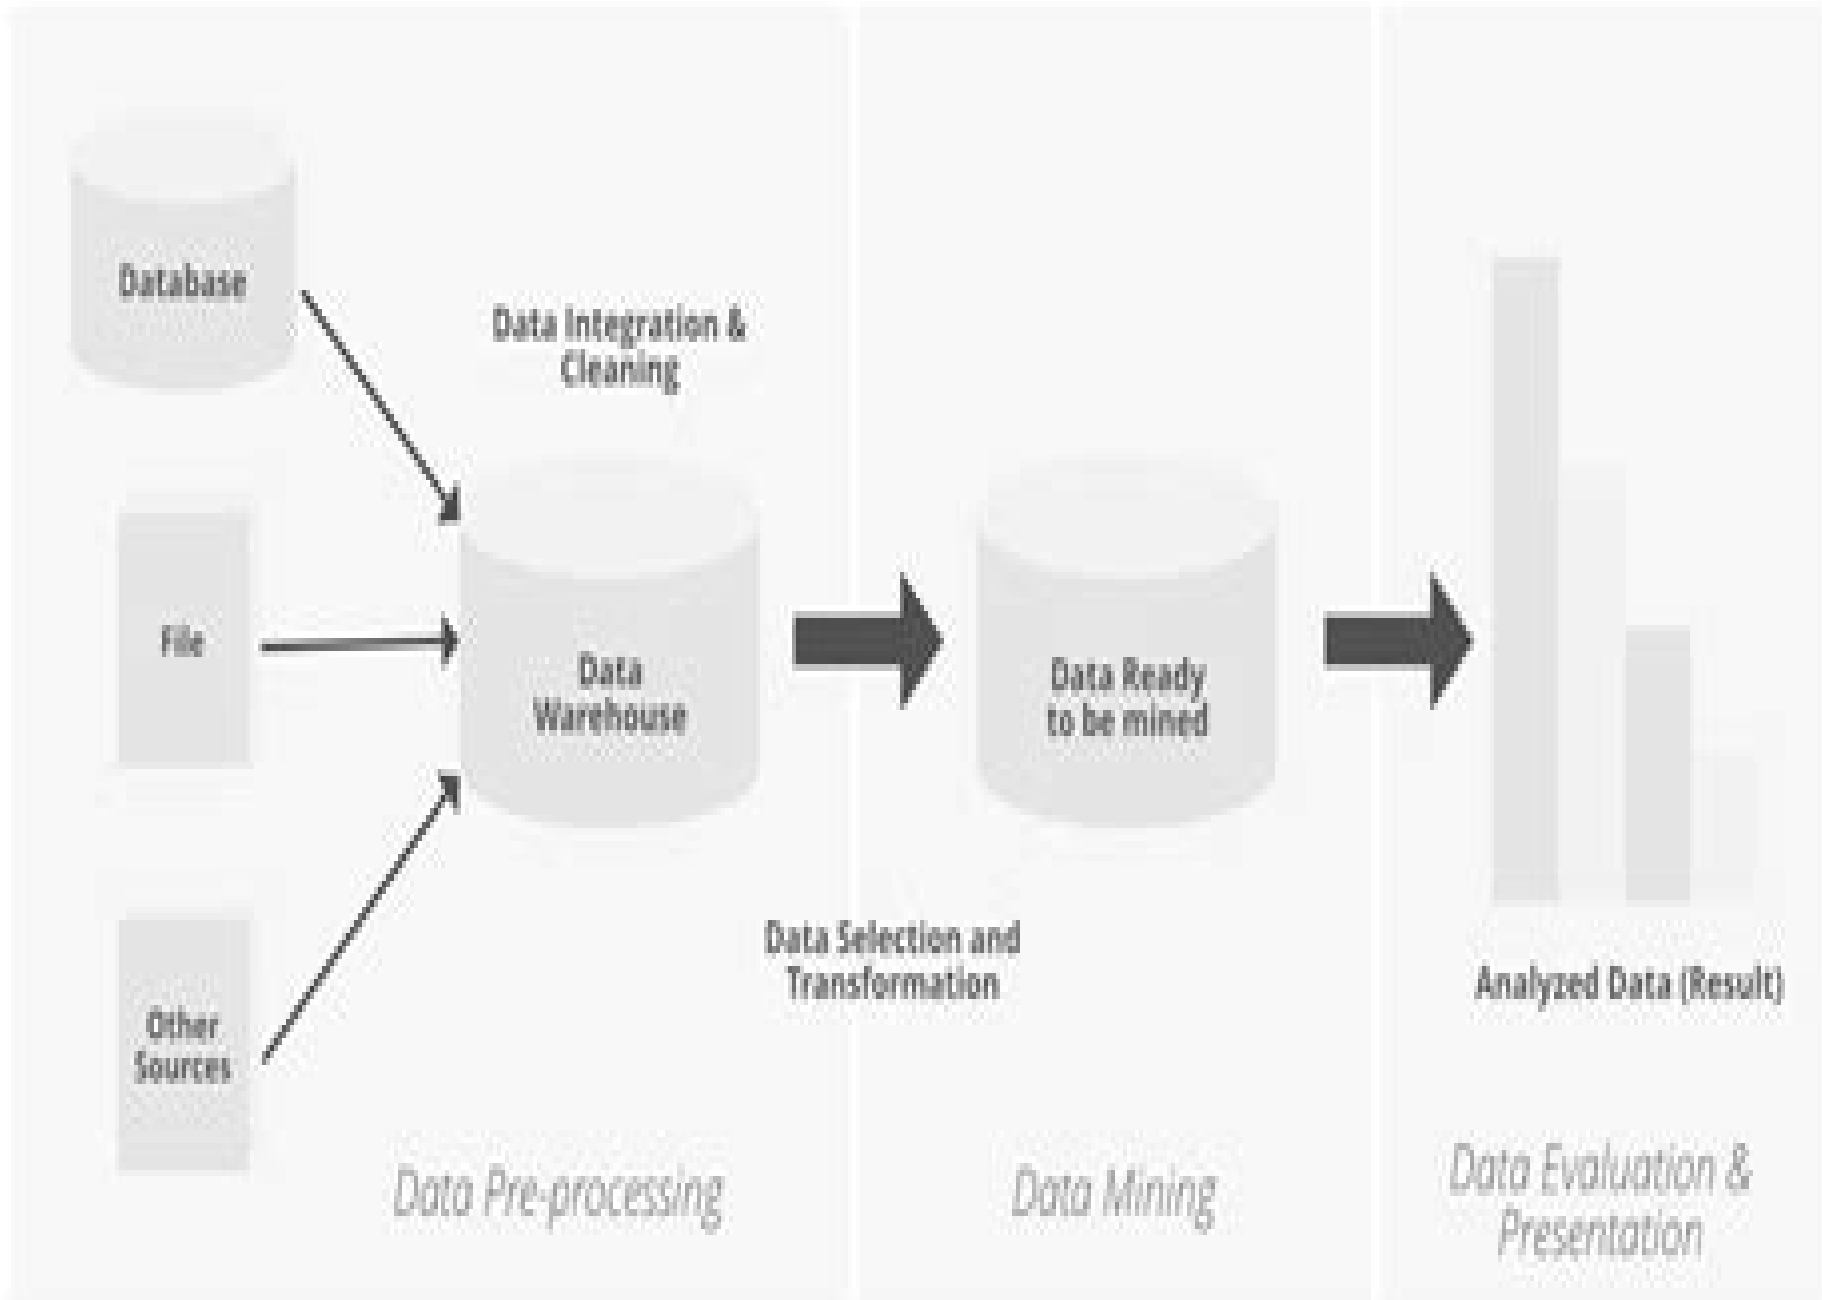 Database
Data Integration &
Cleaning
File
Data
Warehouse
Data Ready
to be mined
Other
Sources
Data Selection and
Transformation
Analyzed Data (Result)
Data Pre-processing
Data Mining
Data Evaluation &
Presentation